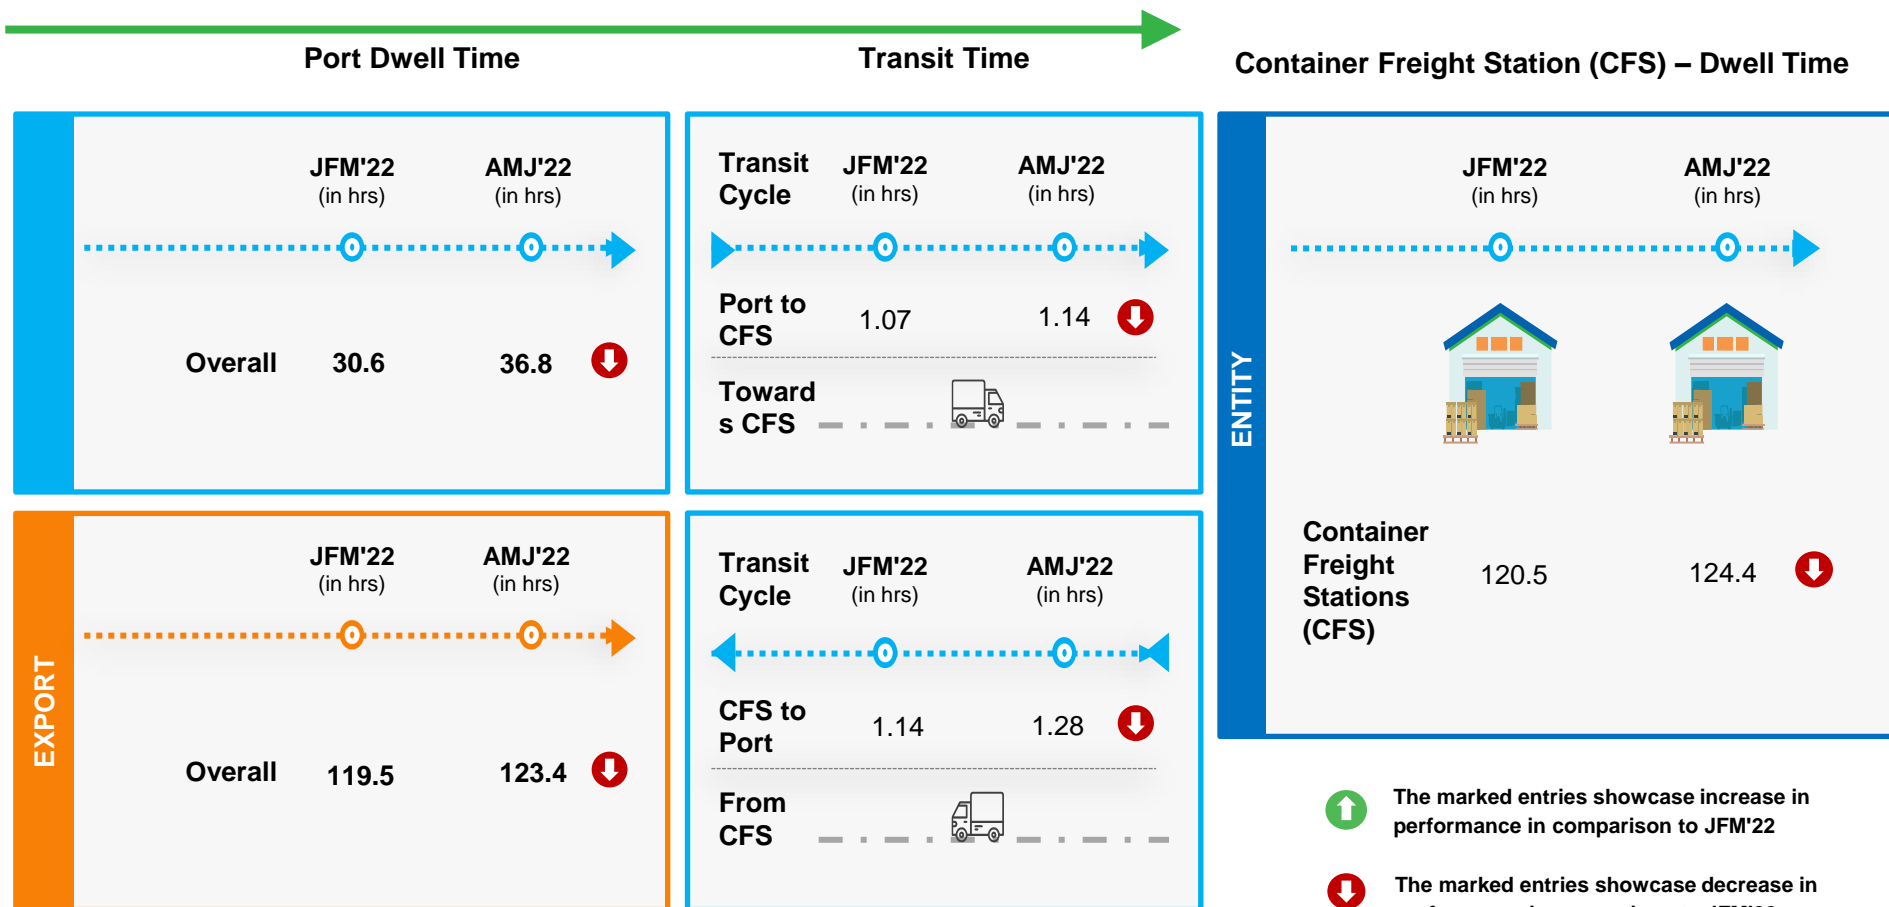 Port Dwell Time
Transit Time
Container Freight Station (CFS) – Dwell Time
JFM'22
(in hrs)
AMJ'22
(in hrs)
Overall
30.6
36.8
Transit
Cycle
JFM'22
(in hrs)
AMJ'22
(in hrs)
Port to
CFS
1.07
1.14
Toward
s CFS
ENTITY
JFM'22
(in hrs)
AMJ'22
(in hrs)
Container
Freight
Stations
(CFS)
120.5
124.4
EXPORT
JFM'22
(in hrs)
AMJ'22
(in hrs)
Overall
119.5
123.4
Transit
Cycle
JFM'22
(in hrs)
AMJ'22
(in hrs)
CFS to
Port
1.14
1.28
From
CFS
The marked entries showcase increase in
performance in comparison to JFM'22
The marked entries showcase decrease in